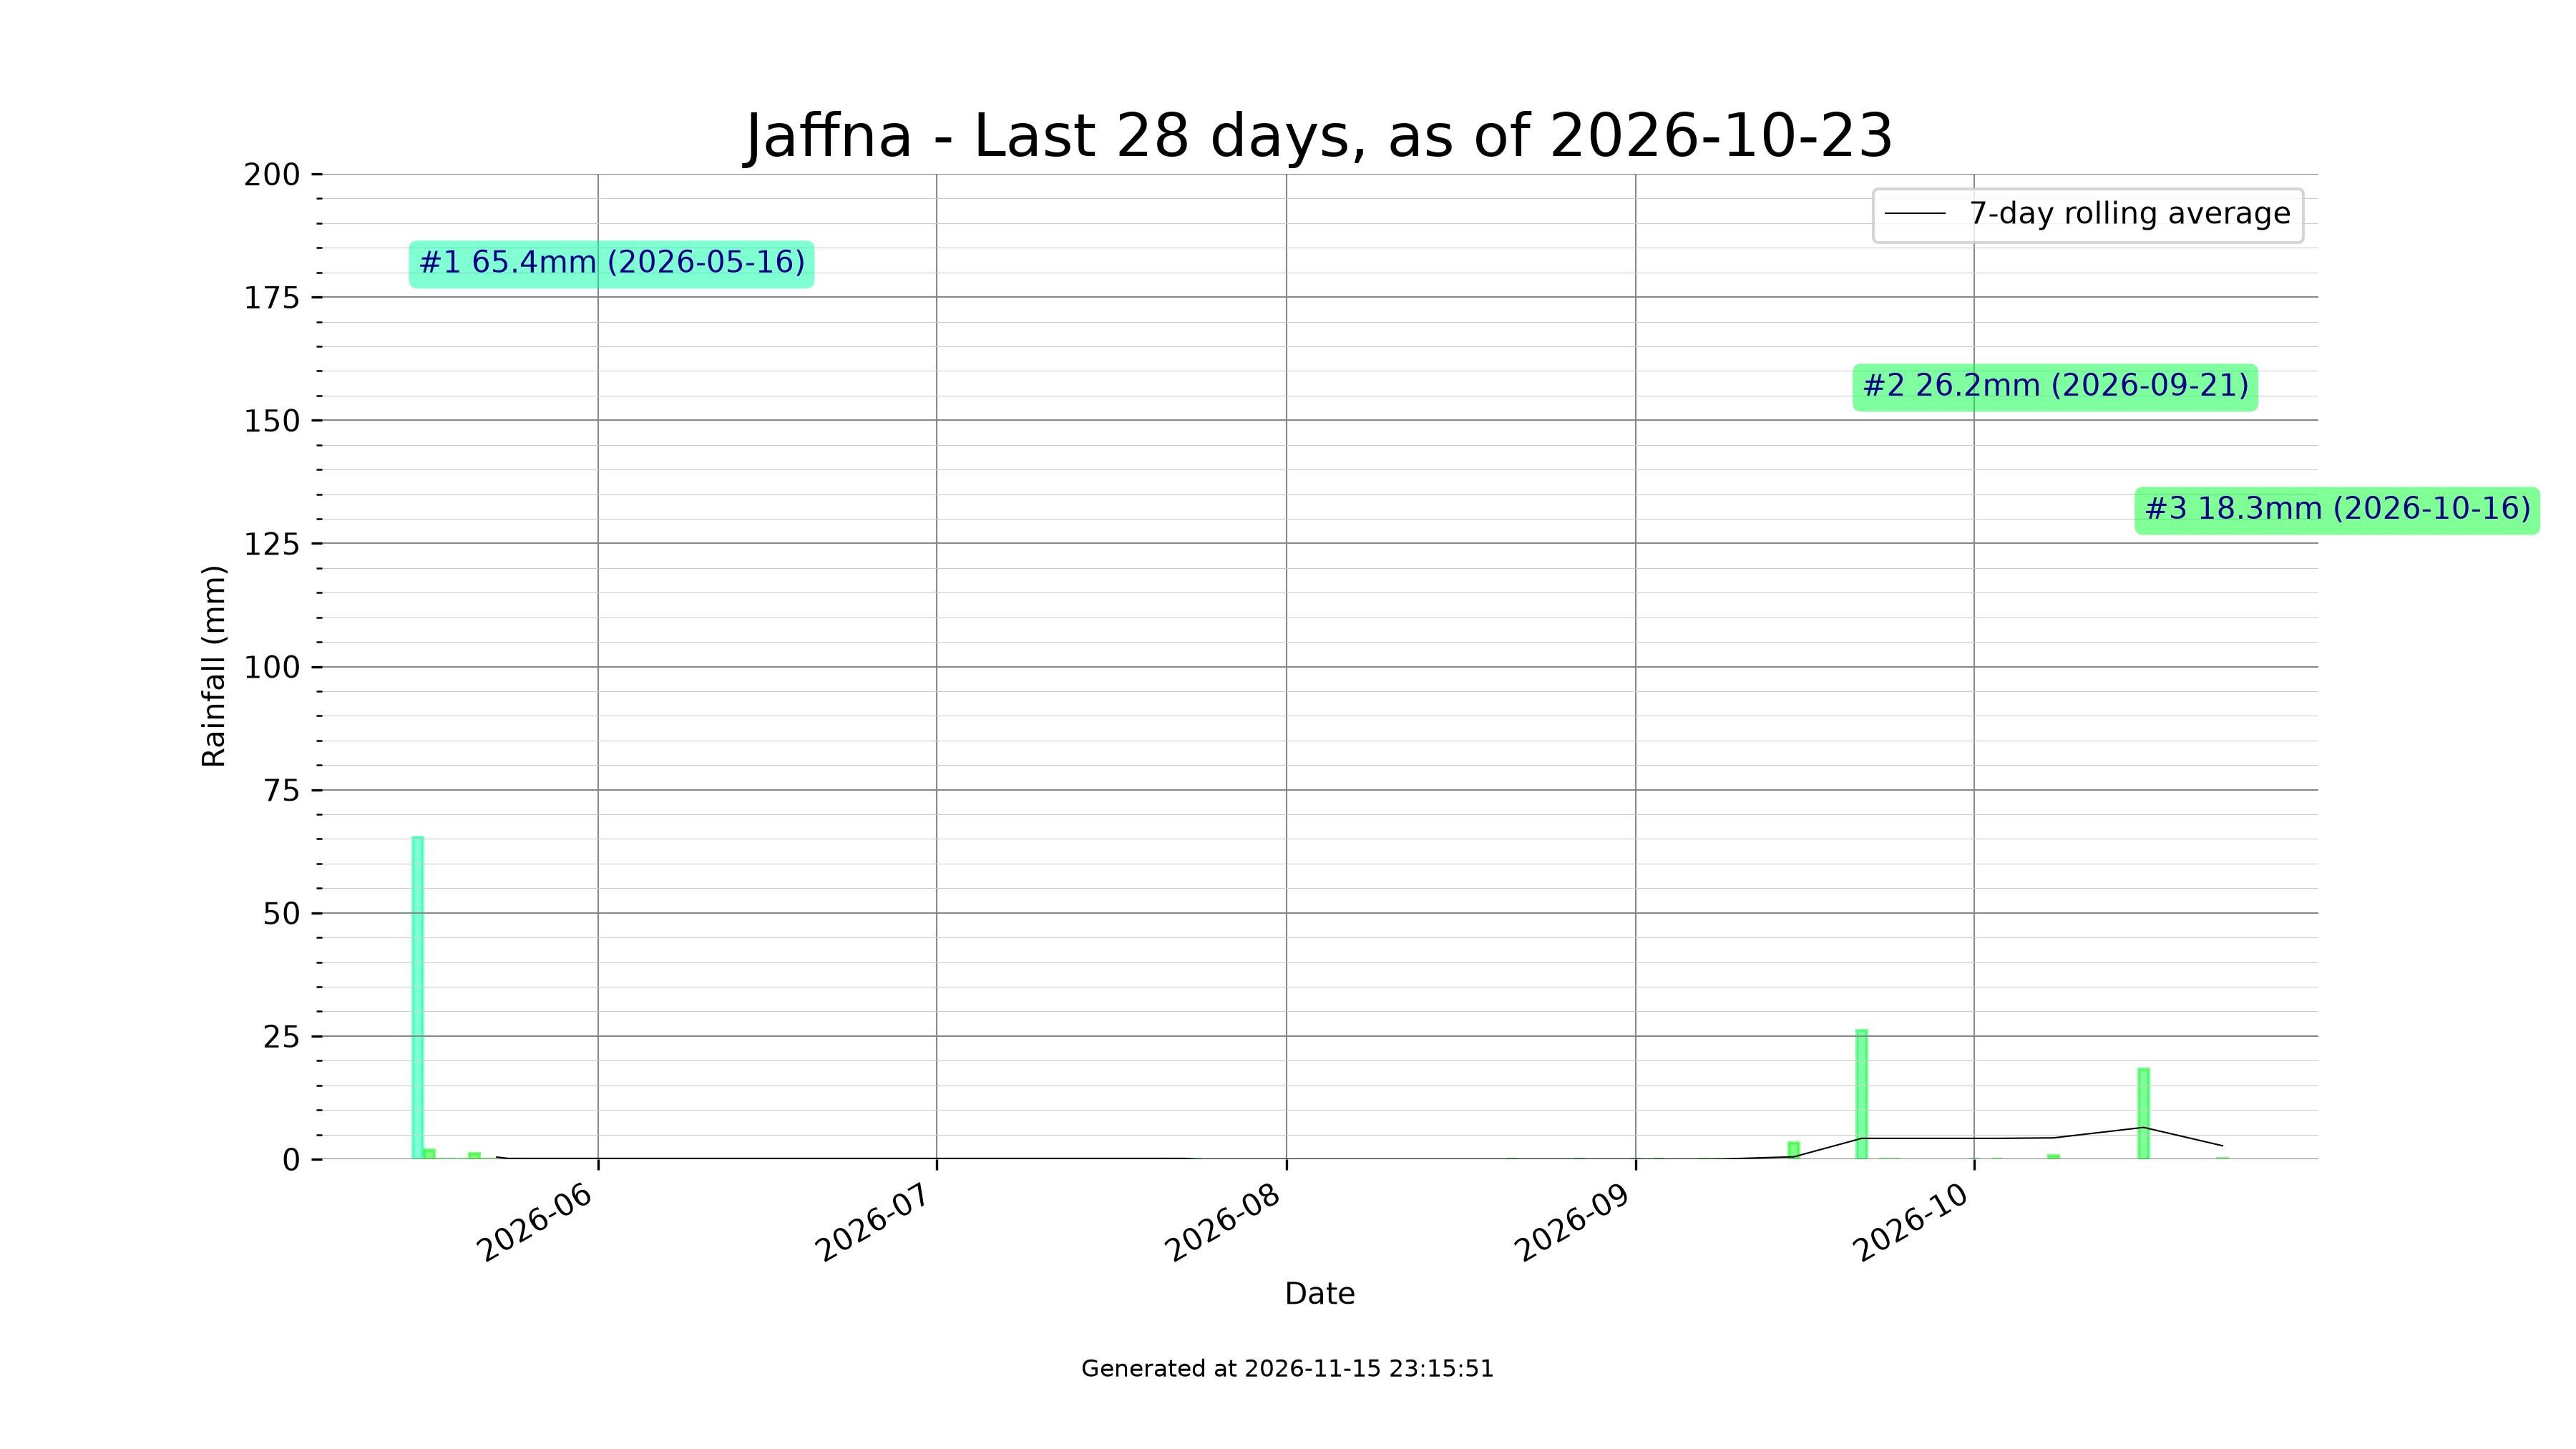 Jaffna - Last 28 days, as of 2026-10-23
200
175
150
125
100
75
50
25
0
Rainfall (mm)
7-day rolling average
#1 65.4mm (2026-05-16)
#2 26.2mm (2026-09-21)
#3 18.3mm (2026-10-16)
2026-06
2026-07
2026-08
2026-09
2026-10
Date
Generated at 2026-11-15 23:15:51